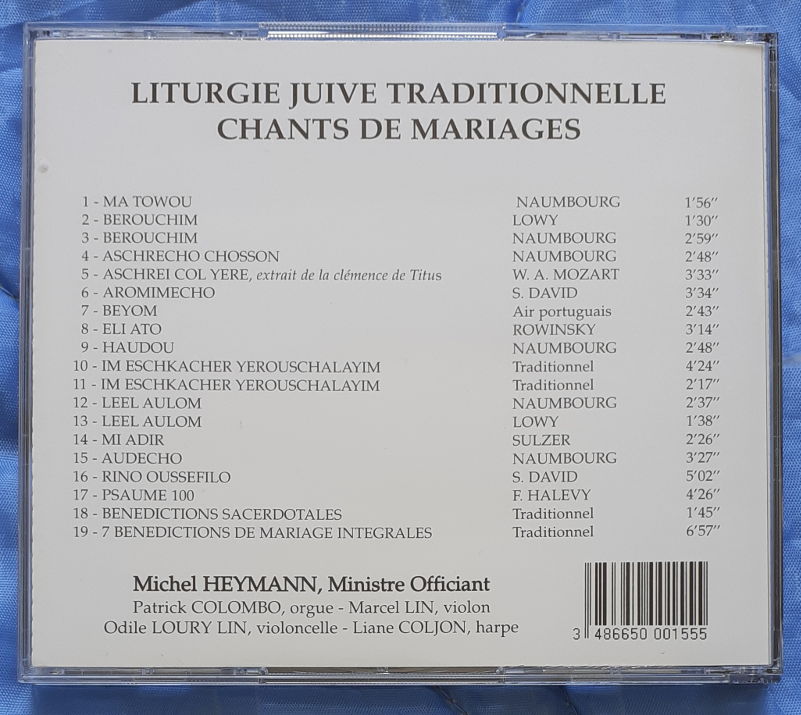 LITURGIE JUIVE TRADITIONNELLE
CHANTS DE MARIAGES
1 - MA TOWOU NAUMBOURG 1'56''
2 - BEROUCHIM LOWY 1'30''
3 - BEROUCHIM NAUMBOURG 2'59''
4 - ASCHRECHO CHOSSON NAUMBOURG 2'48''
5 - ASCHREI COL YERE, extrait de la clémence de Titus W. A. MOZART 3'33''
6 - AROMIMECHO S. DAVID 3'34''
7 - BEYOM Air portuguais 2'43''
8 - ELI ATO ROWINSKY 3'14''
9 - HAUDOU NAUMBOURG 2'48''
10 - IM ESCHKACHER YEROUSCHALAYIM Traditionnel 4'24''
11 - IM ESCHKACHER YEROUSCHALAYIM Traditionnel 2'17''
12 - LEEL AULOM NAUMBOURG 2'37''
13 - LEEL AULOM LOWY 1'38''
14 - MI ADIR SULZER 2'26''
15 - AUDECHO NAUMBOURG 3'27''
16 - RINO OUSSEFILO S. DAVID 5'02''
17 - PSAUME 100 F. HALEVY 4'26''
18 - BENEDICTIONS SACERDOTALES Traditionnel 1'45''
19 - 7 BENEDICTIONS DE MARIAGE INTEGRALES Traditionnel 6'57''
Michel HEYMANN, Ministre Officiant
Patrick COLOMBO, orgue - Marcel LIN, violon
Odile LOURY LIN, violoncelle - Liane COLJON, harpe
3 486650 001555